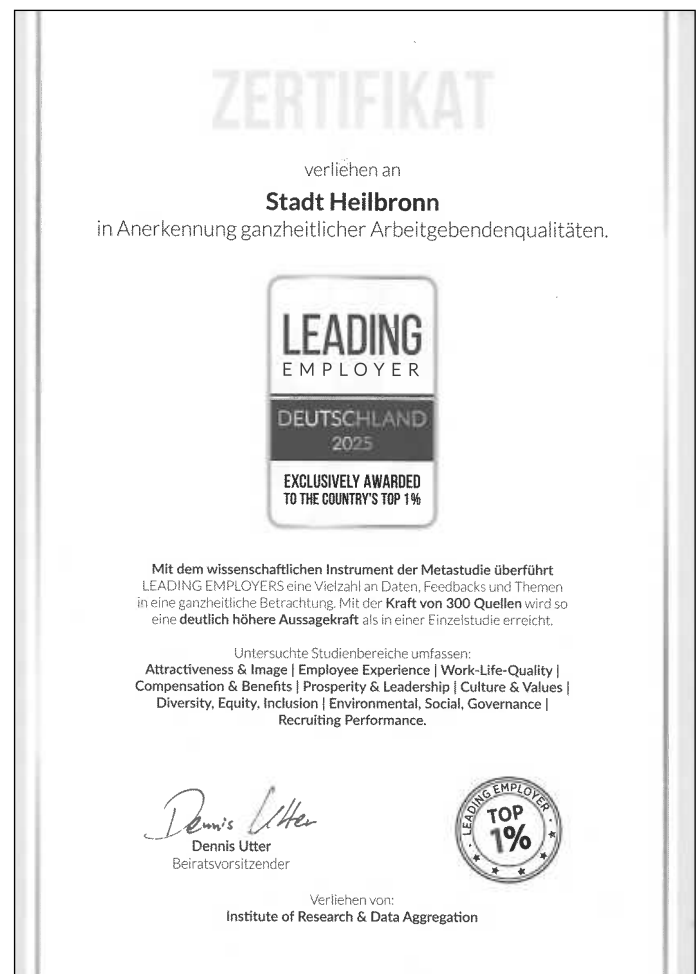 ZERTIFIKAT
verliehen an
Stadt Heilbronn
in Anerkennung ganzheitlicher Arbeitgebendenqualitäten.
LEADING
EMPLOYER
DEUTSCHLAND
2025
EXCLUSIVELY AWARDED
TO THE COUNTRY'S TOP 1%
Mit dem wissenschaftlichen Instrument der Metastudie überführt
LEADING EMPLOYERS eine Vielzahl an Daten, Feedbacks und Themen
in eine ganzheitliche Betrachtung. Mit der Kraft von 300 Quellen wird so
eine deutlich höhere Aussagekraft als in einer Einzelstudie erreicht.
Untersuchte Studienbereiche umfassen:
Attractiveness & Image | Employee Experience | Work-Life-Quality |
Compensation & Benefits | Prosperity & Leadership | Culture & Values |
Diversity, Equity, Inclusion | Environmental, Social, Governance |
Recruiting Performance.
Dennis Utter
Dennis Utter
Beiratsvorsitzender
LEADING EMPLOYER
TOP
1%
Verliehen von:
Institute of Research & Data Aggregation